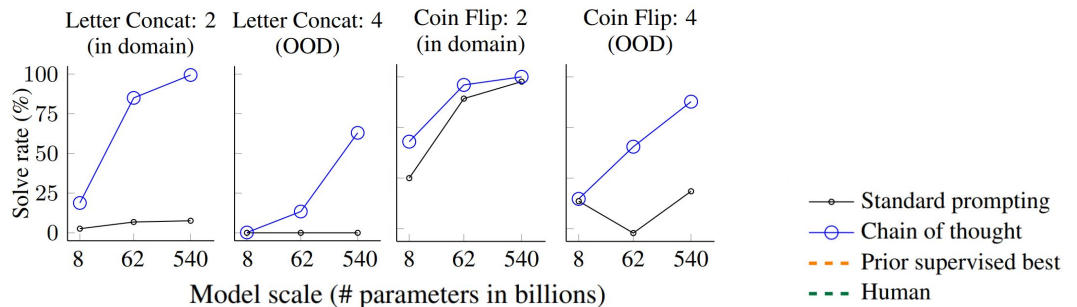 Letter Concat: 2
(in domain)
Letter Concat: 4
(OOD)
Coin Flip: 2
(in domain)
Coin Flip: 4
(OOD)
Solve rate (%)
100
75
50
25
0
8 62 540
8 62 540
8 62 540
8 62 540
Model scale (# parameters in billions)
Standard prompting
Chain of thought
Prior supervised best
Human